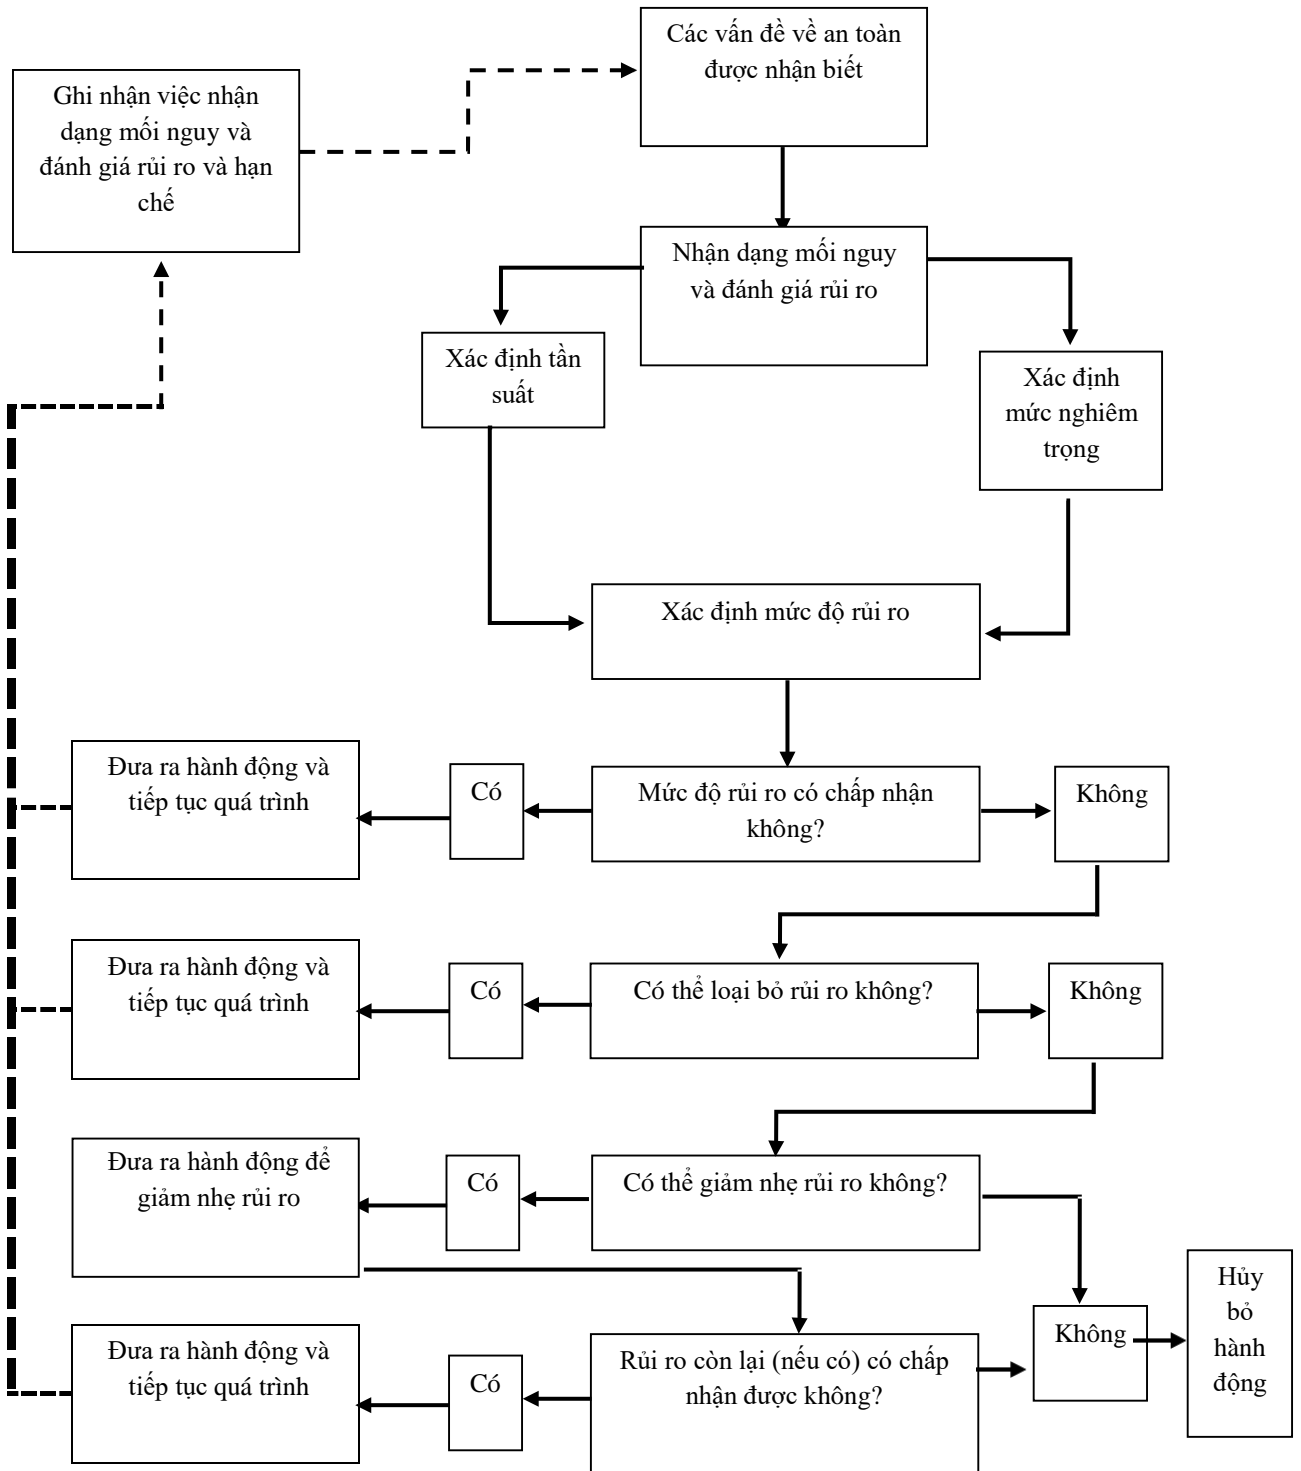 Các vấn đề về an toàn
được nhận biết
Ghi nhận việc nhận
dạng mối nguy và
đánh giá rủi ro và hạn
chế
Nhận dạng mối nguy
và đánh giá rủi ro
Xác định tần
suất
Xác định
mức nghiêm
trọng
Xác định mức độ rủi ro
Đưa ra hành động và
tiếp tục quá trình
Có
Mức độ rủi ro có chấp nhận
không?
Không
Đưa ra hành động và
tiếp tục quá trình
Có
Có thể loại bỏ rủi ro không?
Không
Đưa ra hành động để
giảm nhẹ rủi ro
Có
Có thể giảm nhẹ rủi ro không?
Đưa ra hành động và
tiếp tục quá trình
Có
Rủi ro còn lại (nếu có) có chấp
nhận được không?
Không
Hủy
bỏ
hành
động